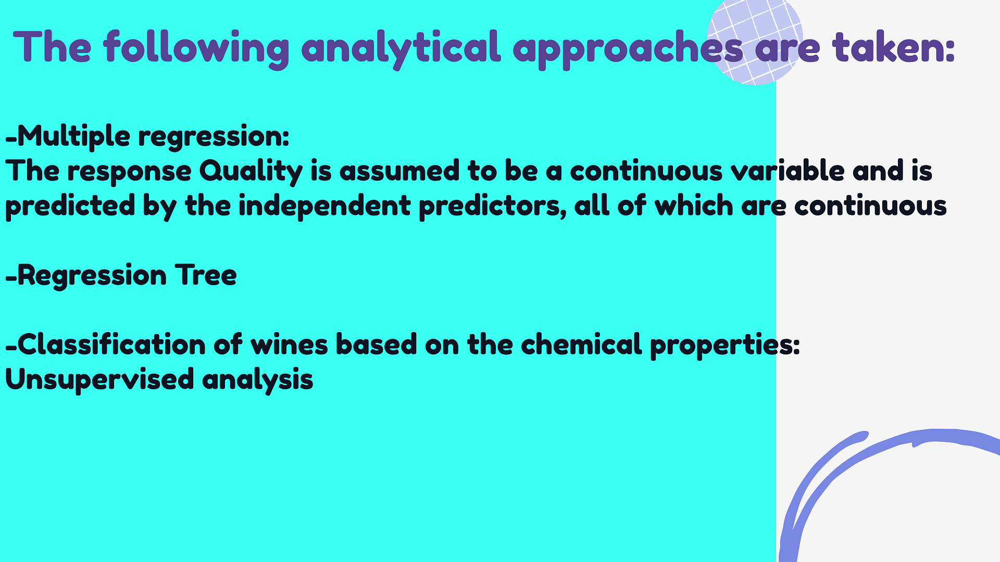 The following analytical approaches are taken:
-Multiple regression:
The response Quality is assumed to be a continuous variable and is
predicted by the independent predictors, all of which are continuous
-Regression Tree
-Classification of wines based on the chemical properties:
Unsupervised analysis